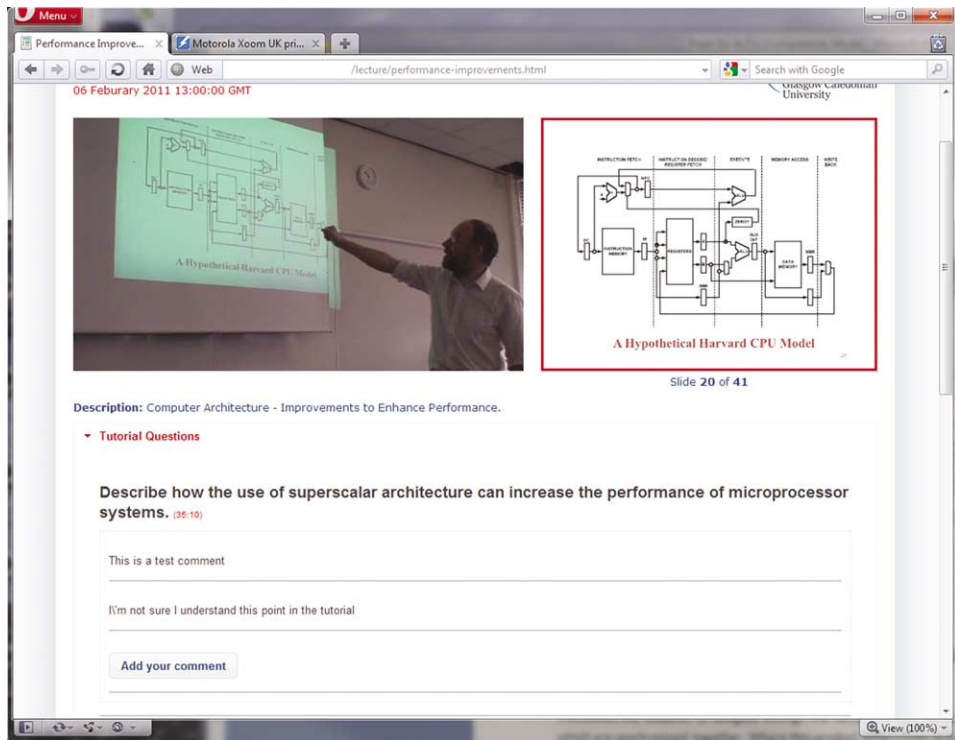 Menu
Performance Improve...
Motorola Xoom UK pri...
Web
/lecture/performance-improvements.html
Search with Google
06 Feburary 2011 13:00:00 GMT
Glasgow Caledonian
University
A Hypothetical Harvard CPU Model
INSTRUCTION FETCH
INSTRUCTION DECODE/
REGISTER FETCH
EXECUTE
MEMORY ACCESS
WRITE
BACK
ZERO?
INSTRUCTION
MEMORY
REGISTERS
DATA
MEMORY
A Hypothetical Harvard CPU Model
Slide 20 of 41
Description: Computer Architecture - Improvements to Enhance Performance.
Tutorial Questions
Describe how the use of superscalar architecture can increase the performance of microprocessor
systems. (35:10)
This is a test comment
I\'m not sure I understand this point in the tutorial
Add your comment
View (100%)